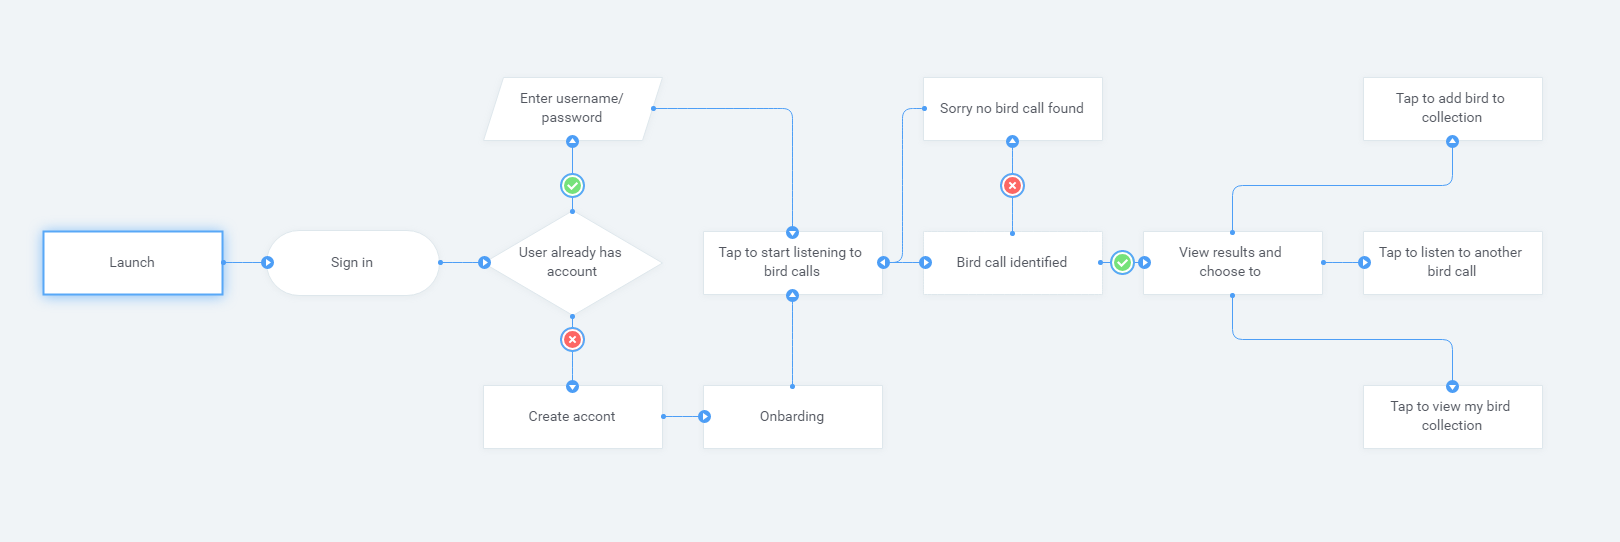 Launch
Sign in
User already has
account
Enter username/
password
Create accont
Onbarding
Tap to start listening to
bird calls
Sorry no bird call found
Bird call identified
View results and
choose to
Tap to add bird to
collection
Tap to listen to another
bird call
Tap to view my bird
collection